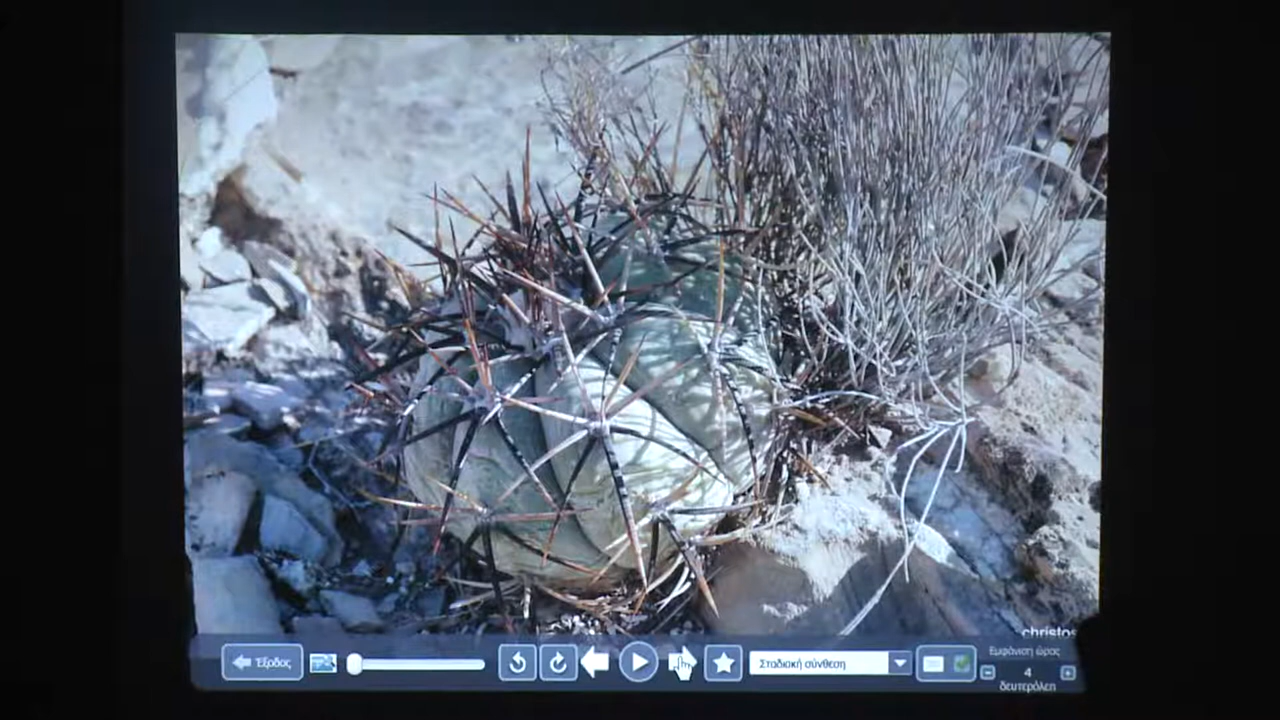 christos
Έξοδος
Σταδιακή σύνθεση
Εμφάνιση ώρας
4
δευτερόλεπ